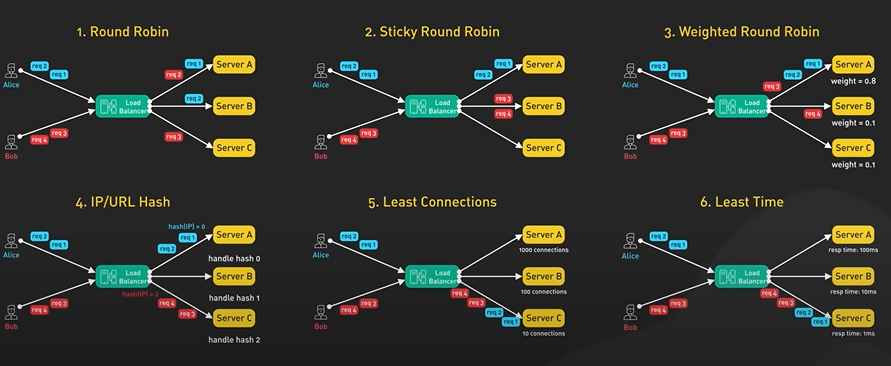 1. Round Robin
req 2
req 1
Alice
req 4
req 3
Bob
Load
Balancer
req 1
req 2
req 2
req 3
Server A
Server B
Server C
2. Sticky Round Robin
req 2
req 1
Alice
req 4
req 3
Bob
Load
Balancer
req 1
req 2
req 3
req 4
Server A
Server B
Server C
3. Weighted Round Robin
req 2
req 1
Alice
req 4
req 3
Bob
Load
Balancer
req 1
req 2
req 3
req 4
Server A
weight = 0.8
Server B
weight = 0.1
Server C
weight = 0.1
4. IP/URL Hash
req 2
req 1
Alice
req 4
req 3
Bob
Load
Balancer
hash(IP) = 0
req 1
req 2
req 4
req 3
Server A
handle hash 0
Server B
handle hash 1
Server C
handle hash 2
5. Least Connections
req 2
req 1
Alice
req 4
req 3
Bob
Load
Balancer
req 4
req 3
req 2
req 1
Server A
1000 connections
Server B
100 connections
Server C
10 connections
6. Least Time
req 2
req 1
Alice
req 4
req 3
Bob
Load
Balancer
req 4
req 3
req 2
req 1
Server A
resp time: 100ms
Server B
resp time: 10ms
Server C
resp time: 1ms